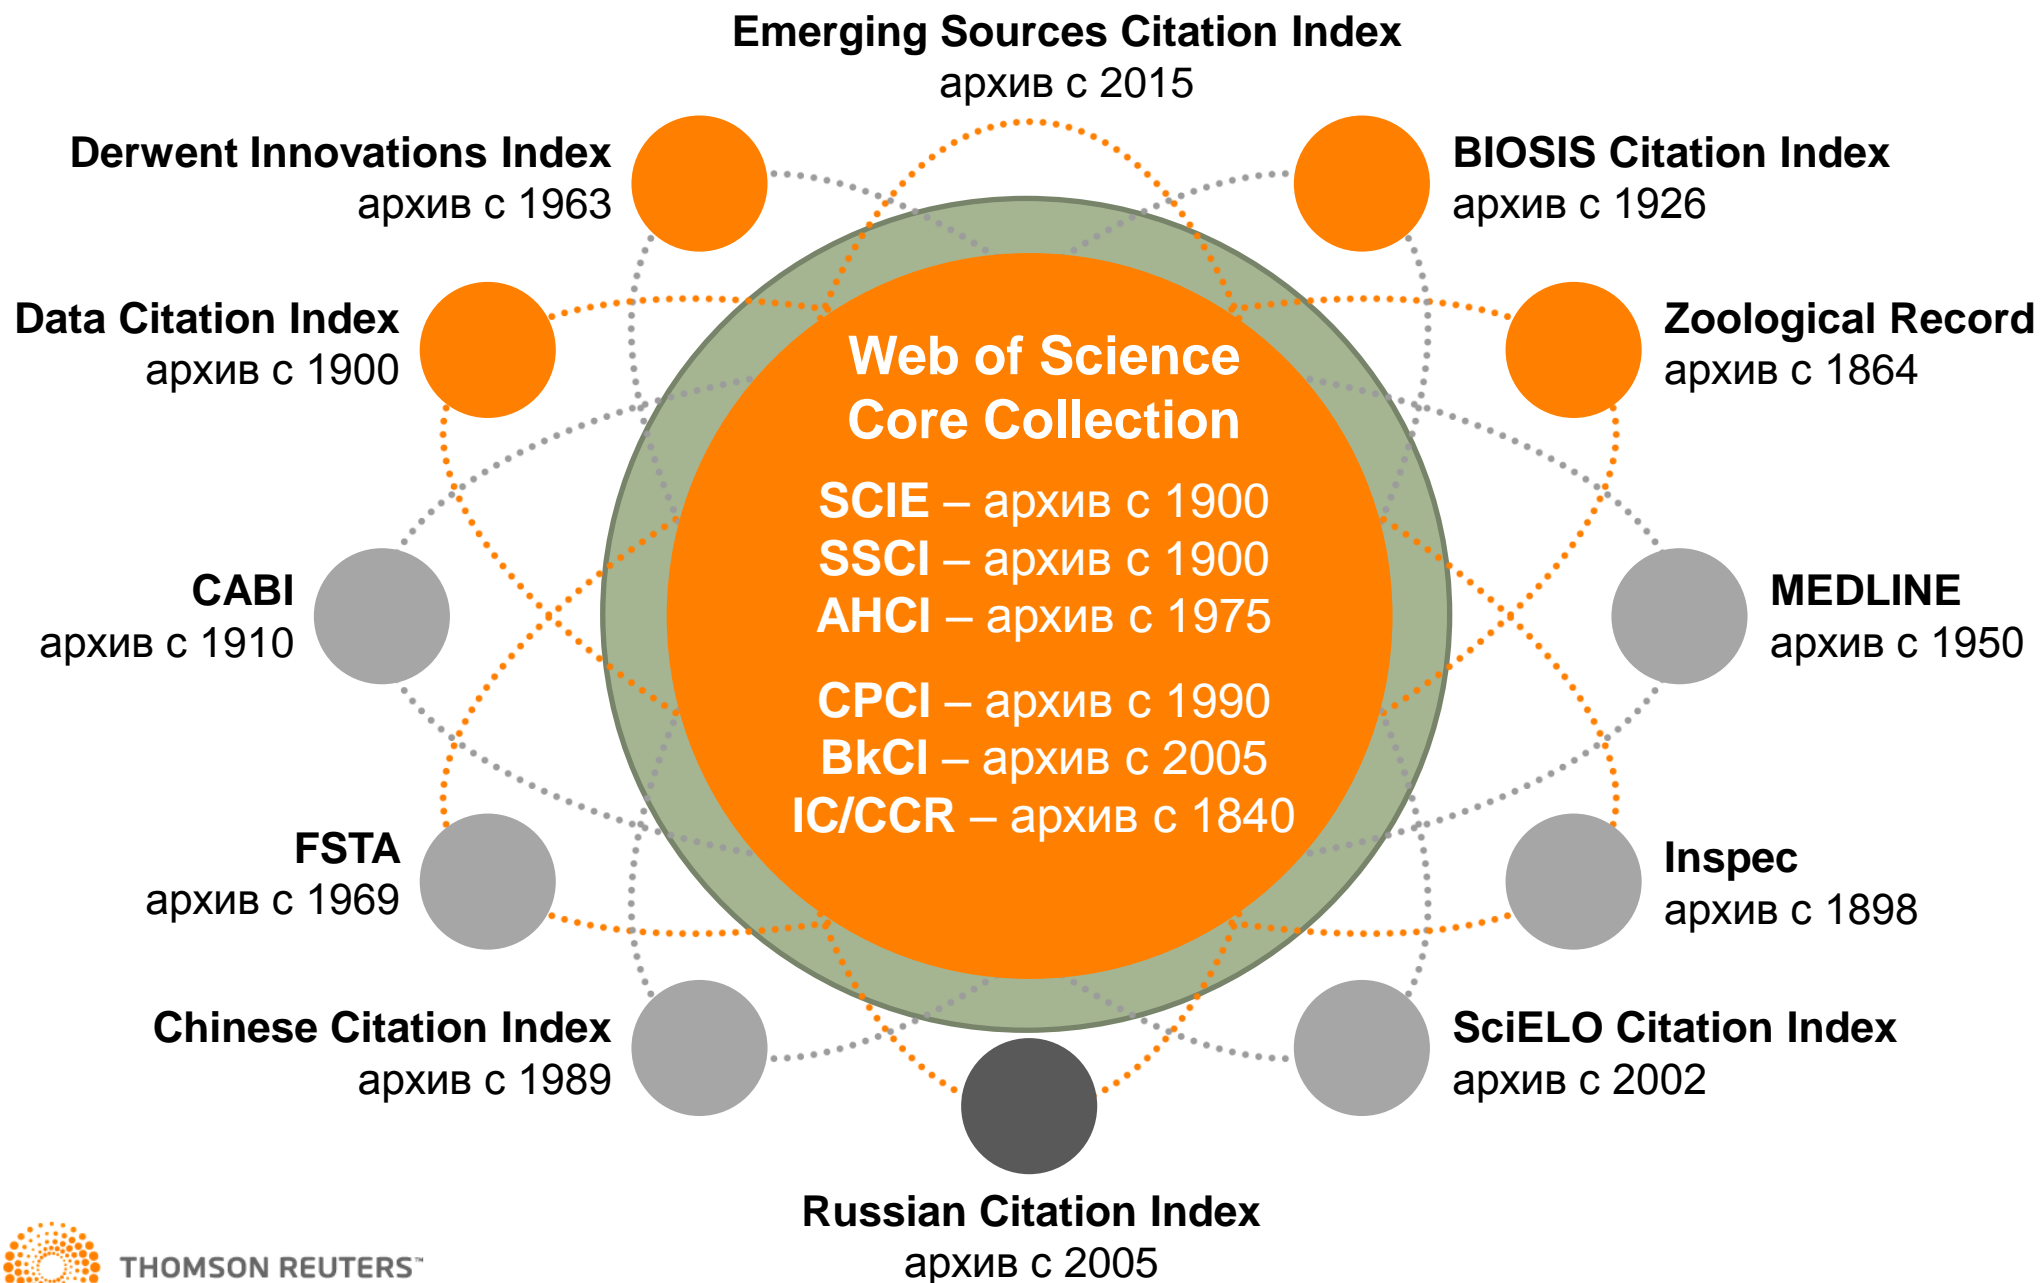 Emerging Sources Citation Index
архив с 2015
Derwent Innovations Index
архив с 1963
BIOSIS Citation Index
архив с 1926
Data Citation Index
архив с 1900
Zoological Record
архив с 1864
Web of Science
Core Collection
SCIE – архив с 1900
SSCI – архив с 1900
AHCI – архив с 1975
CPCI – архив с 1990
BkCI – архив с 2005
IC/CCR – архив с 1840
CABI
архив с 1910
MEDLINE
архив с 1950
FSTA
архив с 1969
Inspec
архив с 1898
Chinese Citation Index
архив с 1989
SciELO Citation Index
архив с 2002
Russian Citation Index
архив с 2005
THOMSON REUTERS™